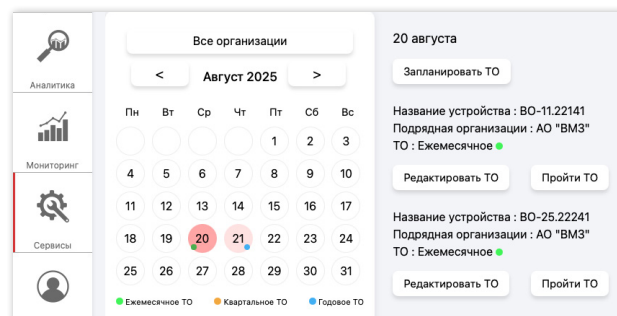 Аналитика
Мониторинг
Сервисы
Все организации
< Август 2025 >
Пн Вт Ср Чт Пт Сб Вс
1 2 3
4 5 6 7 8 9 10
11 12 13 14 15 16 17
18 19 20 21 22 23 24
25 26 27 28 29 30 31
Ежемесячное ТО Квартальное ТО Годовое ТО
20 августа
Запланировать ТО
Название устройства : ВО-11.22141
Подрядная организации : АО "ВМЗ"
ТО : Ежемесячное
Редактировать ТО Пройти ТО
Название устройства : ВО-25.22241
Подрядная организации : АО "ВМЗ"
ТО : Ежемесячное
Редактировать ТО Пройти ТО